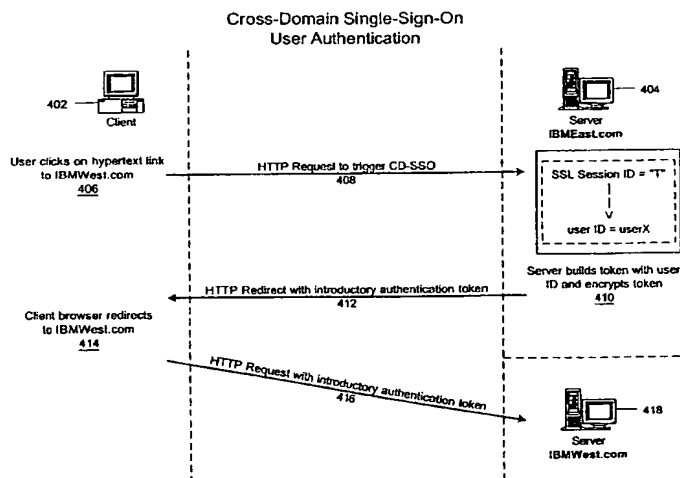 Cross-Domain Single-Sign-On
User Authentication
402
Client
404
Server
IBMEast.com
User clicks on hypertext link
to IBMWest.com
406
HTTP Request to trigger CD-SSO
408
SSL Session ID = "T"
user ID = userX
Server builds token with user
ID and encrypts token
410
HTTP Redirect with introductory authentication token
412
Client browser redirects
to IBMWest.com
414
HTTP Request with introductory authentication token
416
418
Server
IBMWest.com